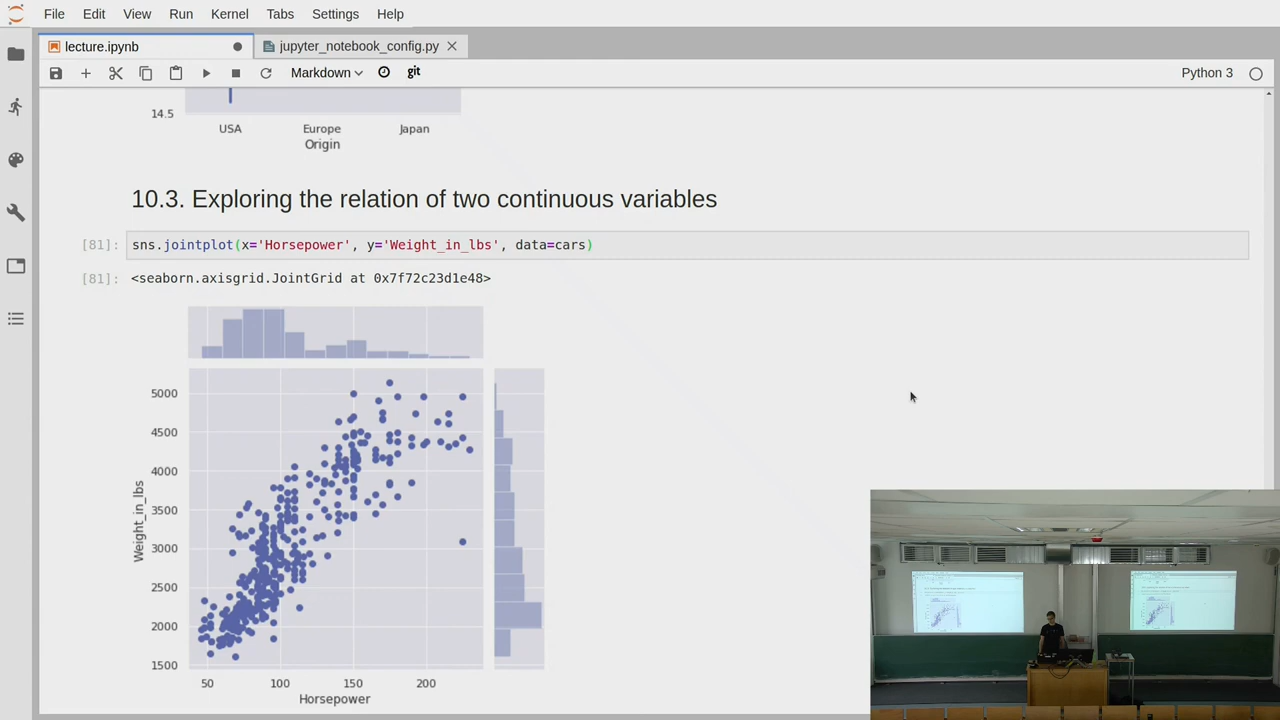 File Edit View Run Kernel Tabs Settings Help
lecture.ipynb
jupyter_notebook_config.py
Markdown
git
Python 3
14.5
USA Europe Japan
Origin
10.3. Exploring the relation of two continuous variables
[81]: sns.jointplot(x='Horsepower', y='Weight_in_lbs', data=cars)
[81]: <seaborn.axisgrid.JointGrid at 0x7f72c23d1e48>
5000
4500
4000
3500
3000
2500
2000
1500
Weight_in_lbs
50 100 150 200
Horsepower